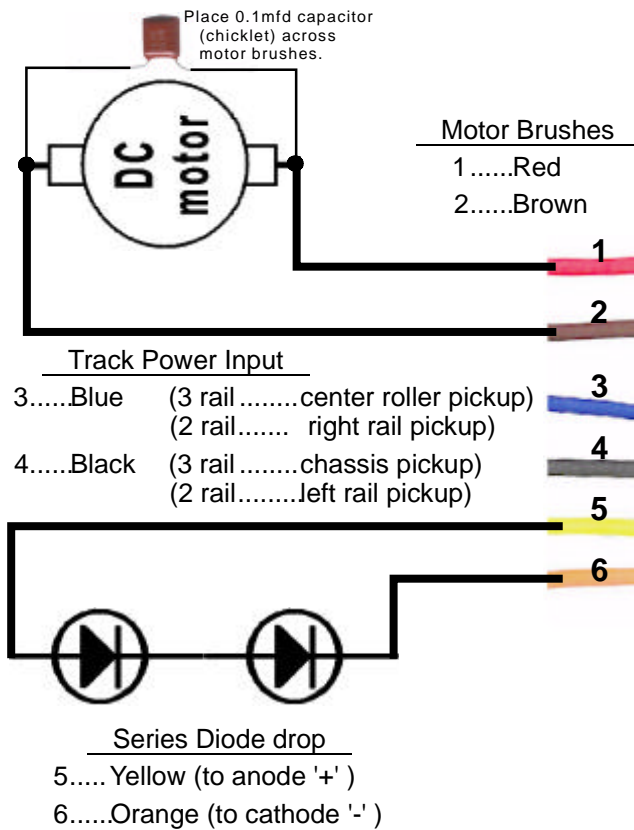 Place 0.1mfd capacitor
(chicklet) across
motor brushes.
DC
motor
Motor Brushes
1......Red
2......Brown
1
2
3
4
5
6
Track Power Input
3......Blue (3 rail ........center roller pickup)
(2 rail....... right rail pickup)
4......Black (3 rail ........chassis pickup)
(2 rail.........left rail pickup)
Series Diode drop
5..... Yellow (to anode '+' )
6......Orange (to cathode '-' )